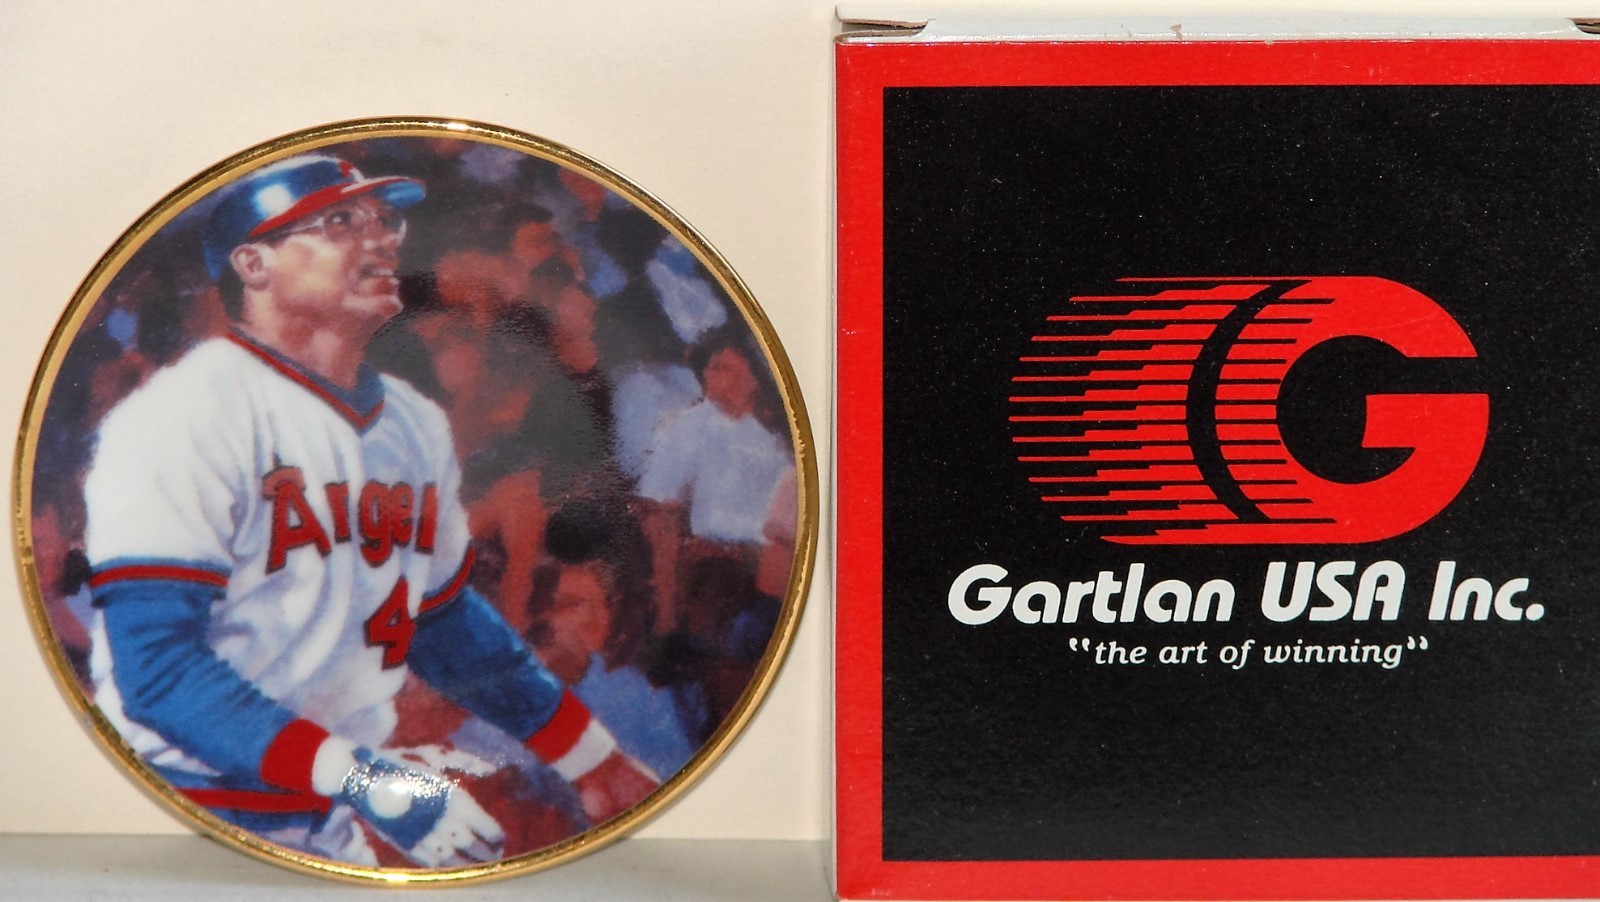 Angel
4
G
Gartlan USA Inc.
"the art of winning"